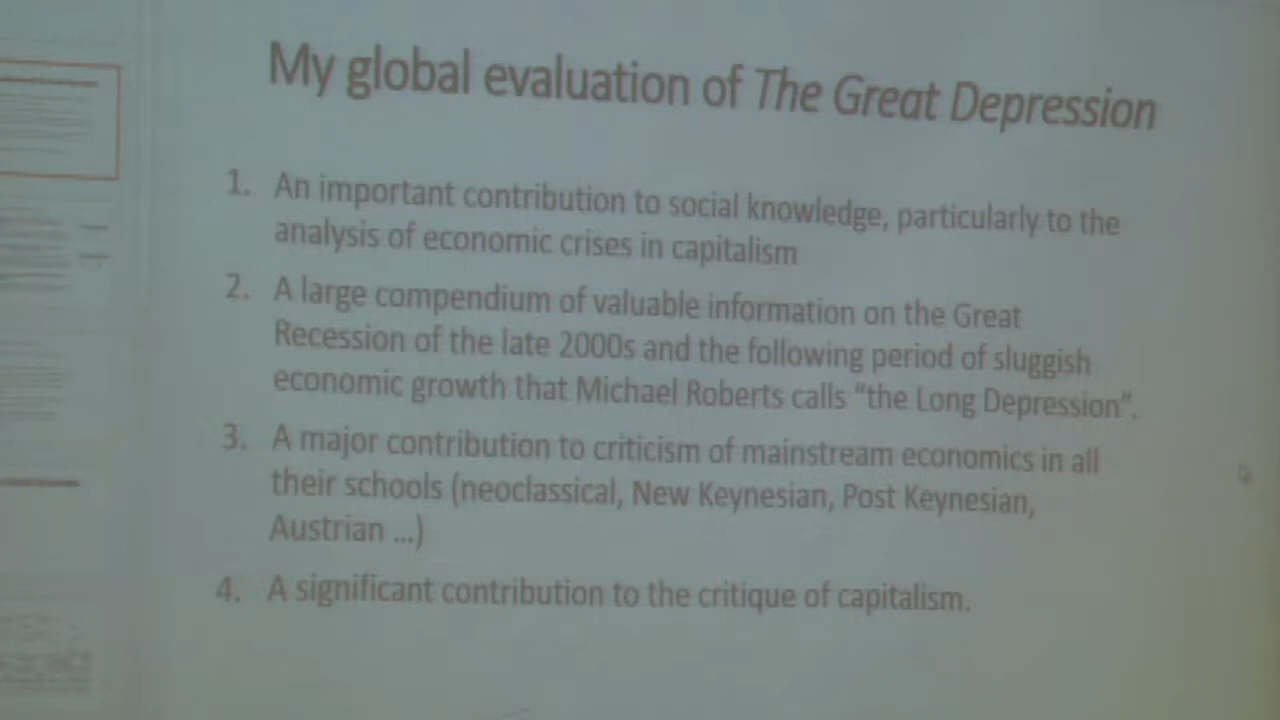 My global evaluation of The Great Depression
1. An important contribution to social knowledge, particularly to the
analysis of economic crises in capitalism
2. A large compendium of valuable information on the Great
Recession of the late 2000s and the following period of sluggish
economic growth that Michael Roberts calls “the Long Depression”.
3. A major contribution to criticism of mainstream economics in all
their schools (neoclassical, New Keynesian, Post Keynesian,
Austrian ...)
4. A significant contribution to the critique of capitalism.